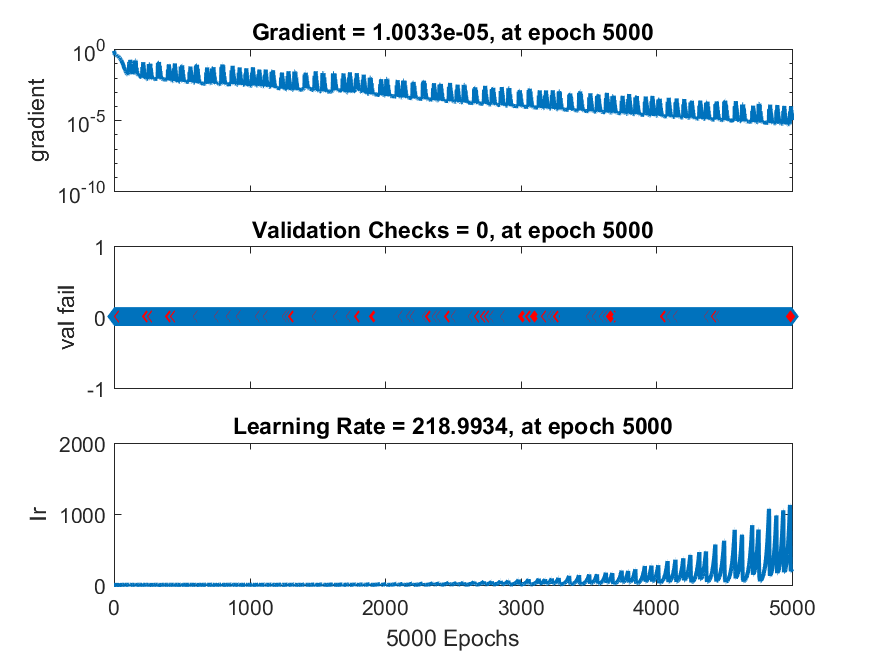 Gradient = 1.0033e-05, at epoch 5000
10^0
10^-5
10^-10
gradient
Validation Checks = 0, at epoch 5000
1
0
-1
val fail
Learning Rate = 218.9934, at epoch 5000
2000
1000
0
lr
0 1000 2000 3000 4000 5000
5000 Epochs